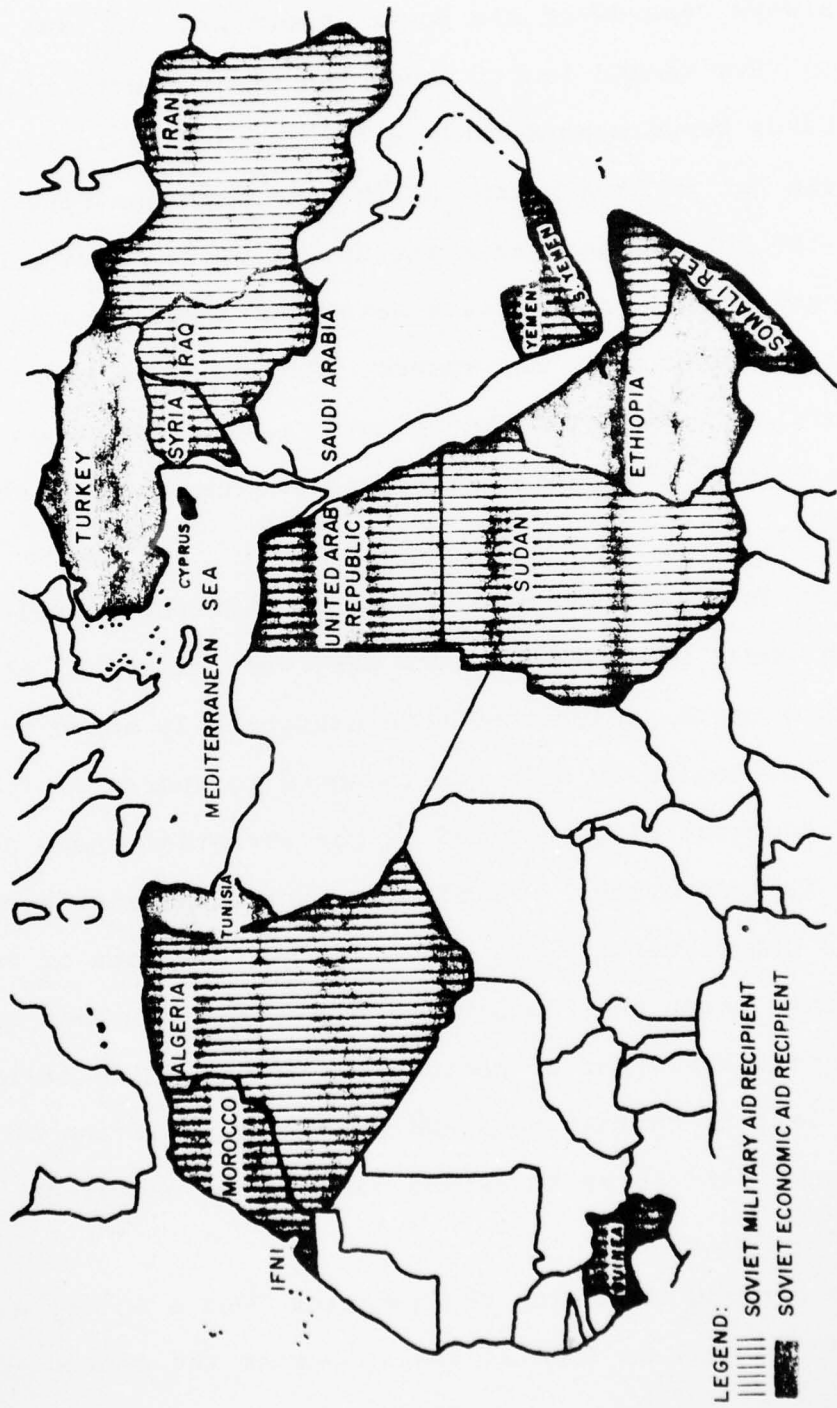 IRAN
TURKEY
SYRIA
IRAQ
CYPRUS
MEDITERRANEAN SEA
SAUDI ARABIA
UNITED ARAB
REPUBLIC
YEMEN
S. YEMEN
SUDAN
ETHIOPIA
SOMALI REP
TUNISIA
ALGERIA
MOROCCO
IFNI
GUINEA
LEGEND:
SOVIET MILITARY AID RECIPIENT
SOVIET ECONOMIC AID RECIPIENT